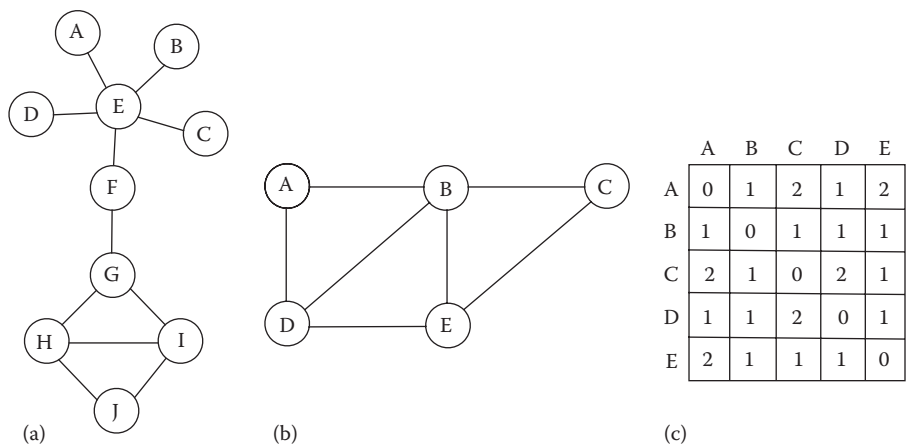 A
B
D
E
C
F
G
H
I
J
(a)
A
B
C
D
E
(b)
A B C D E
A 0 1 2 1 2
B 1 0 1 1 1
C 2 1 0 2 1
D 1 1 2 0 1
E 2 1 1 1 0
(c)